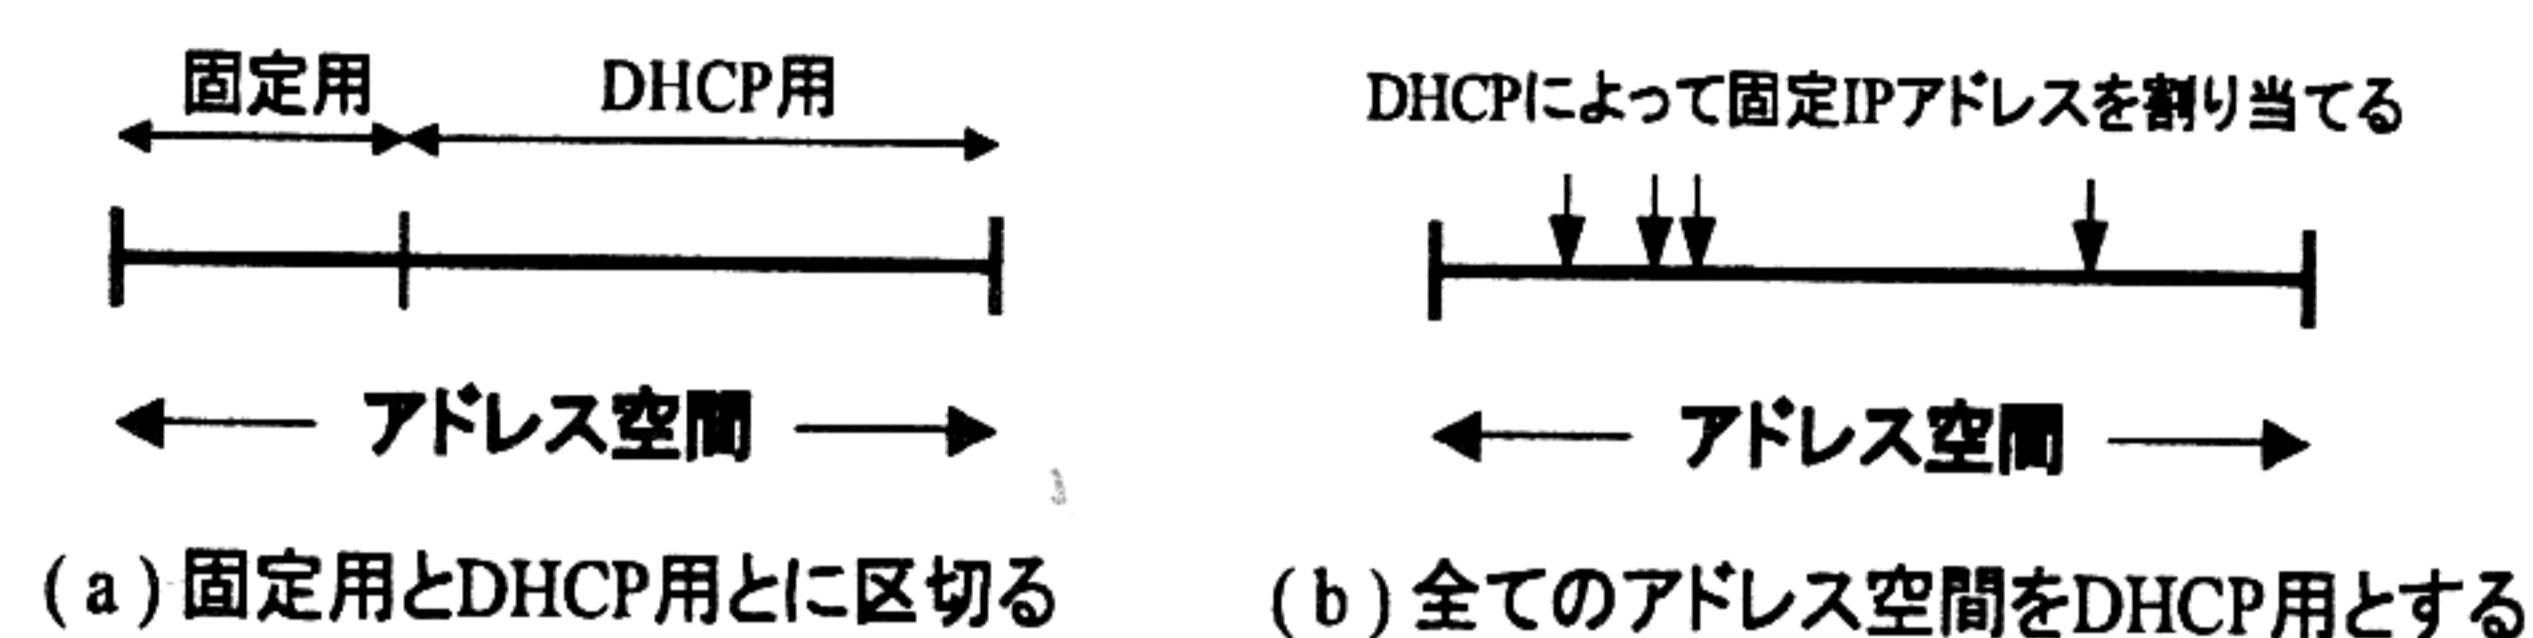 固定用
DHCP用
アドレス空間
(a)固定用とDHCP用とに区切る
DHCPによって固定IPアドレスを割り当てる
アドレス空間
(b)全てのアドレス空間をDHCP用とする